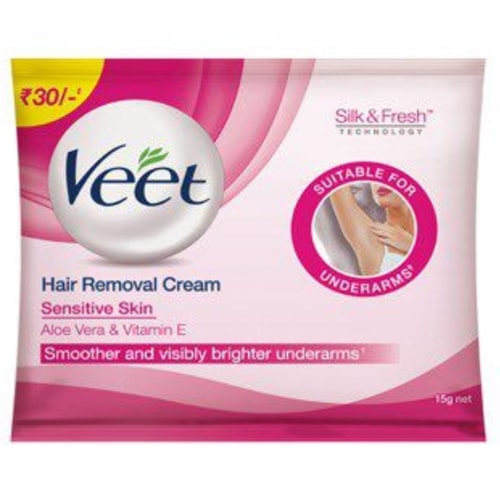 ₹30/-
Veet
Silk & Fresh™
TECHNOLOGY
SUITABLE FOR
UNDERARMS†
Hair Removal Cream
Sensitive Skin
Aloe Vera & Vitamin E
Smoother and visibly brighter underarms†
15g net